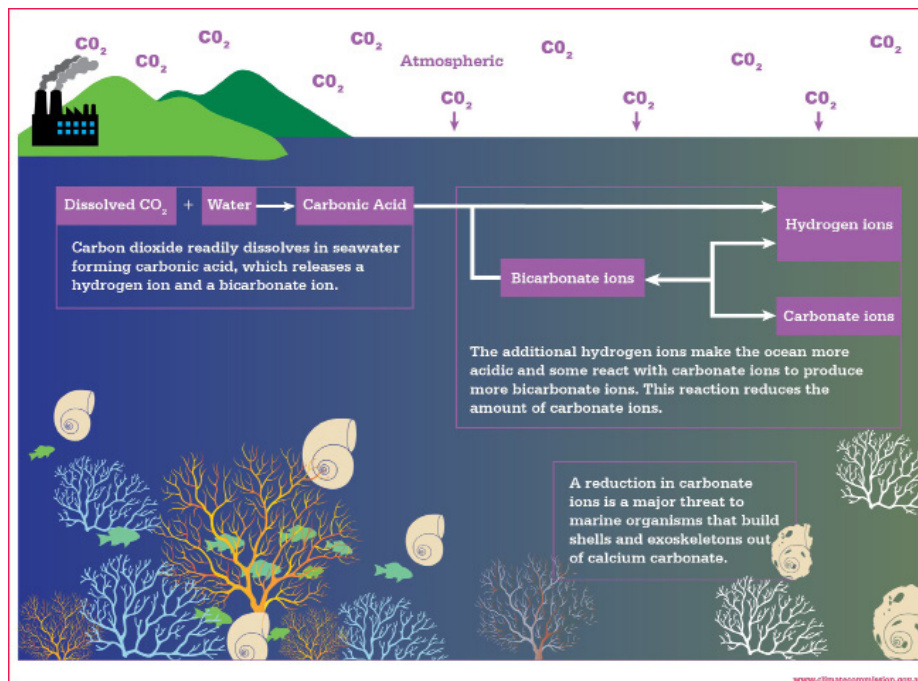 CO₂
CO₂
CO₂
CO₂
CO₂
Atmospheric
CO₂
CO₂
CO₂
CO₂
CO₂
CO₂
Dissolved CO₂ + Water Carbonic Acid
Carbon dioxide readily dissolves in seawater
forming carbonic acid, which releases a
hydrogen ion and a bicarbonate ion.
Hydrogen ions
Bicarbonate ions
Carbonate ions
The additional hydrogen ions make the ocean more
acidic and some react with carbonate ions to produce
more bicarbonate ions. This reaction reduces the
amount of carbonate ions.
A reduction in carbonate
ions is a major threat to
marine organisms that build
shells and exoskeletons out
of calcium carbonate.